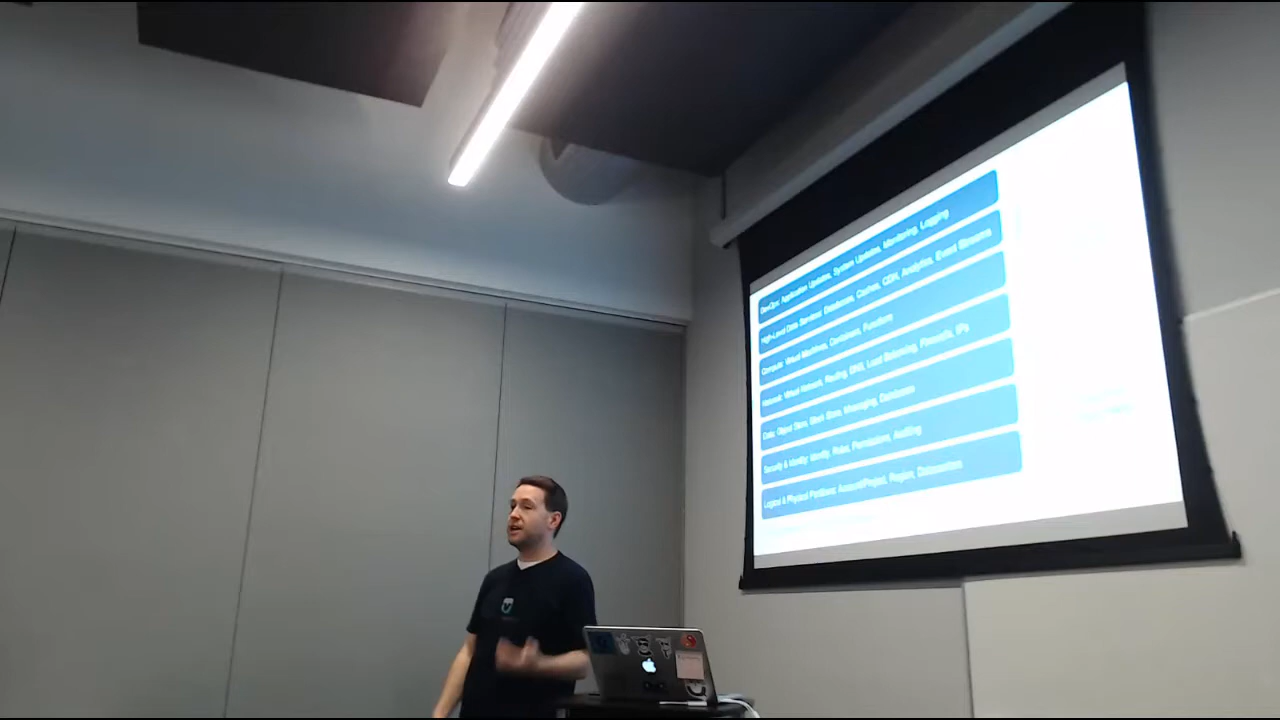 DevOps: Application Updates, System Updates, Monitoring, Logging
High-Level Data Services: Databases, Caches, CDN, Analytics, Event Streams
Compute: Virtual Machines, Containers, Functions
Network: Virtual Network, Routing, DNS, Load Balancing, Firewalls, IPs
Data: Object Store, Block Store, Messaging, Databases
Security & Identity: Identity, Roles, Permissions, Auditing
Logical & Physical Partitions: Account/Project, Region, Datacenters